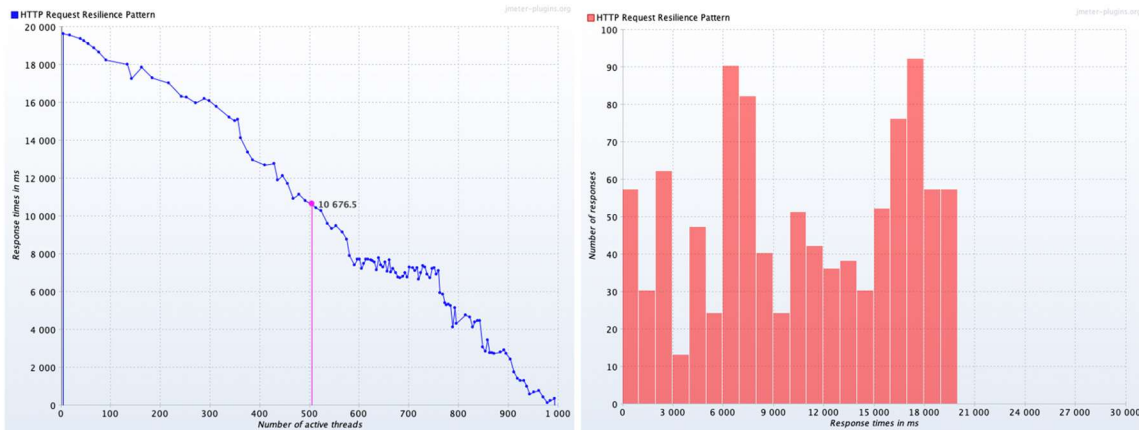 HTTP Request Resilience Pattern
jmeter-plugins.org
20 000
18 000
16 000
14 000
12 000
10 000
8 000
6 000
4 000
2 000
0
Response times in ms
10 676.5
0 100 200 300 400 500 600 700 800 900 1 000
Number of active threads
HTTP Request Resilience Pattern
jmeter-plugins.org
100
90
80
70
60
50
40
30
20
10
0
Number of responses
0 3 000 6 000 9 000 12 000 15 000 18 000 21 000 24 000 27 000 30 000
Response times in ms